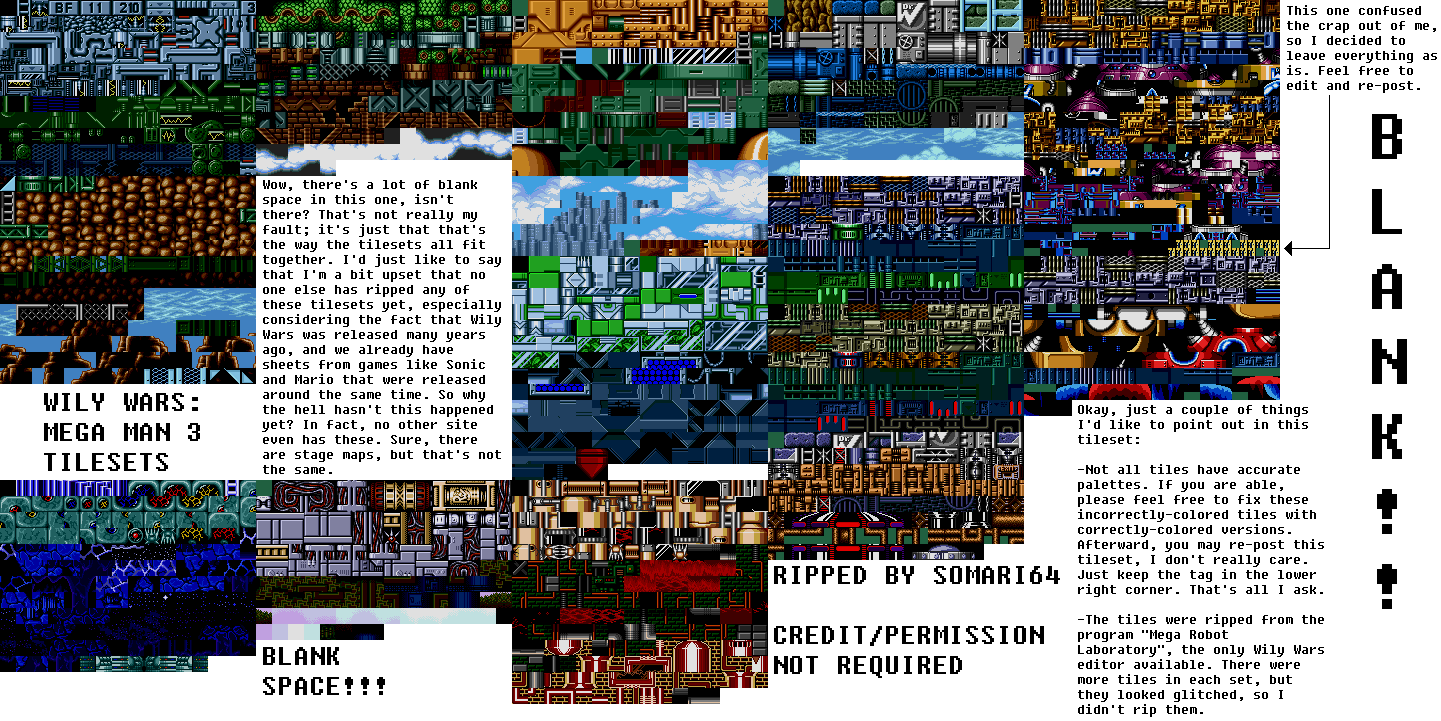 BF 11 21D 3
This one confused
the crap out of me,
so I decided to
leave everything as
is. Feel free to
edit and re-post.
B
L
A
N
K
!
!
Wow, there's a lot of blank
space in this one, isn't
there? That's not really my
fault; it's just that that's
the way the tilesets all fit
together. I'd just like to say
that I'm a bit upset that no
one else has ripped any of
these tilesets yet, especially
considering the fact that Wily
Wars was released many years
ago, and we already have
sheets from games like Sonic
and Mario that were released
around the same time. So why
the hell hasn't this happened
yet? In fact, no other site
even has these. Sure, there
are stage maps, but that's not
the same.
WILY WARS:
MEGA MAN 3
TILESETS
BLANK
SPACE!!!
RIPPED BY SOMARI64
CREDIT/PERMISSION
NOT REQUIRED
Okay, just a couple of things
I'd like to point out in this
tileset:
-Not all tiles have accurate
palettes. If you are able,
please feel free to fix these
incorrectly-colored tiles with
correctly-colored versions.
Afterward, you may re-post this
tileset, I don't really care.
Just keep the tag in the lower
right corner. That's all I ask.
-The tiles were ripped from the
program "Mega Robot
Laboratory", the only Wily Wars
editor available. There were
more tiles in each set, but
they looked glitched, so I
didn't rip them.